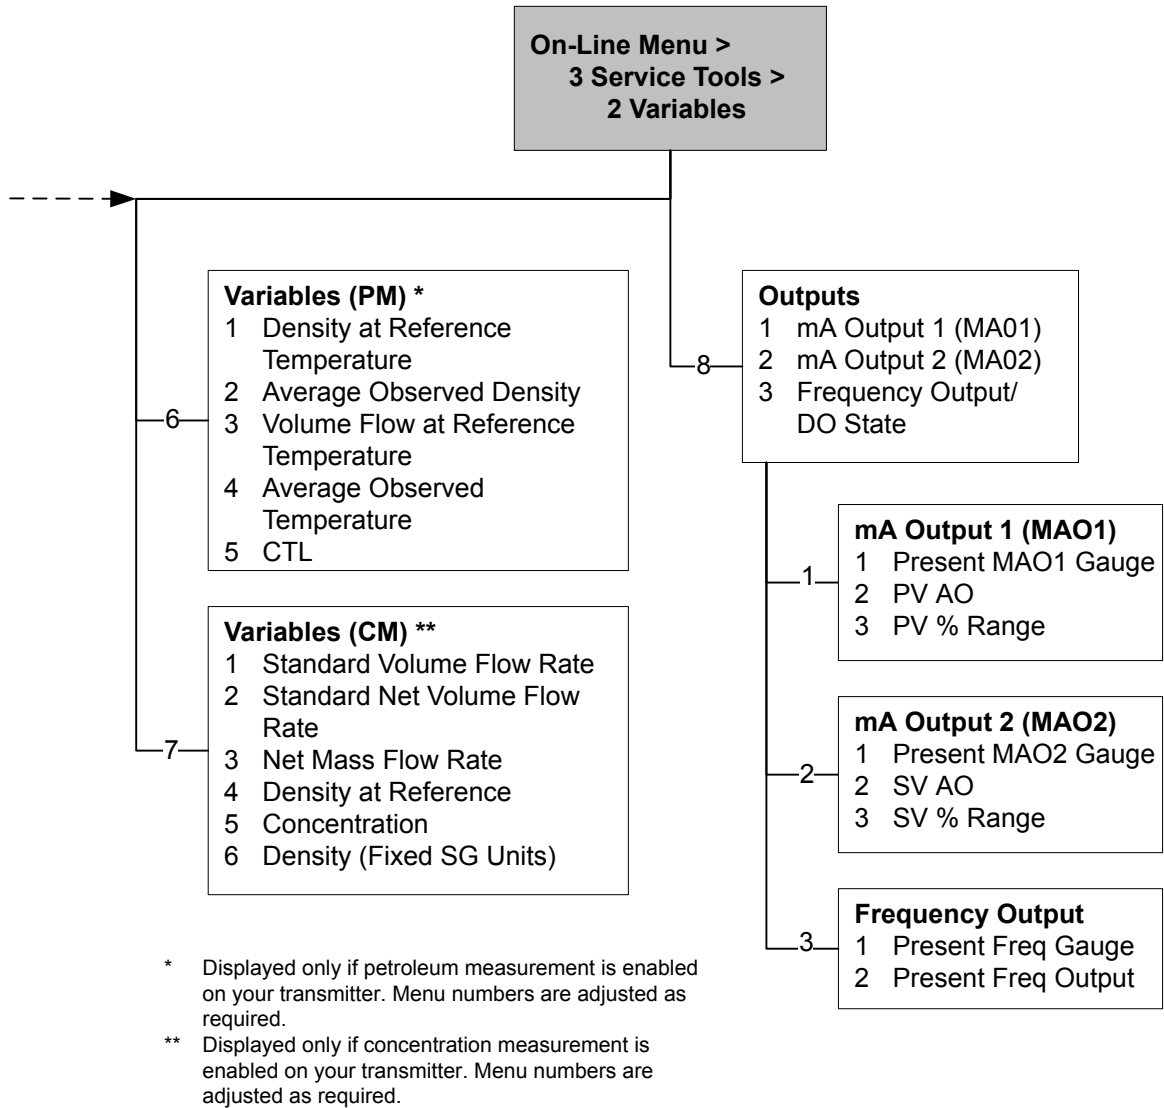 On-Line Menu >
3 Service Tools >
2 Variables
6
Variables (PM) *
1 Density at Reference
Temperature
2 Average Observed Density
3 Volume Flow at Reference
Temperature
4 Average Observed
Temperature
5 CTL
7
Variables (CM) **
1 Standard Volume Flow Rate
2 Standard Net Volume Flow
Rate
3 Net Mass Flow Rate
4 Density at Reference
5 Concentration
6 Density (Fixed SG Units)
8
Outputs
1 mA Output 1 (MA01)
2 mA Output 2 (MA02)
3 Frequency Output/
DO State
1
mA Output 1 (MAO1)
1 Present MAO1 Gauge
2 PV AO
3 PV % Range
2
mA Output 2 (MAO2)
1 Present MAO2 Gauge
2 SV AO
3 SV % Range
3
Frequency Output
1 Present Freq Gauge
2 Present Freq Output
* Displayed only if petroleum measurement is enabled
on your transmitter. Menu numbers are adjusted as
required.
** Displayed only if concentration measurement is
enabled on your transmitter. Menu numbers are
adjusted as required.